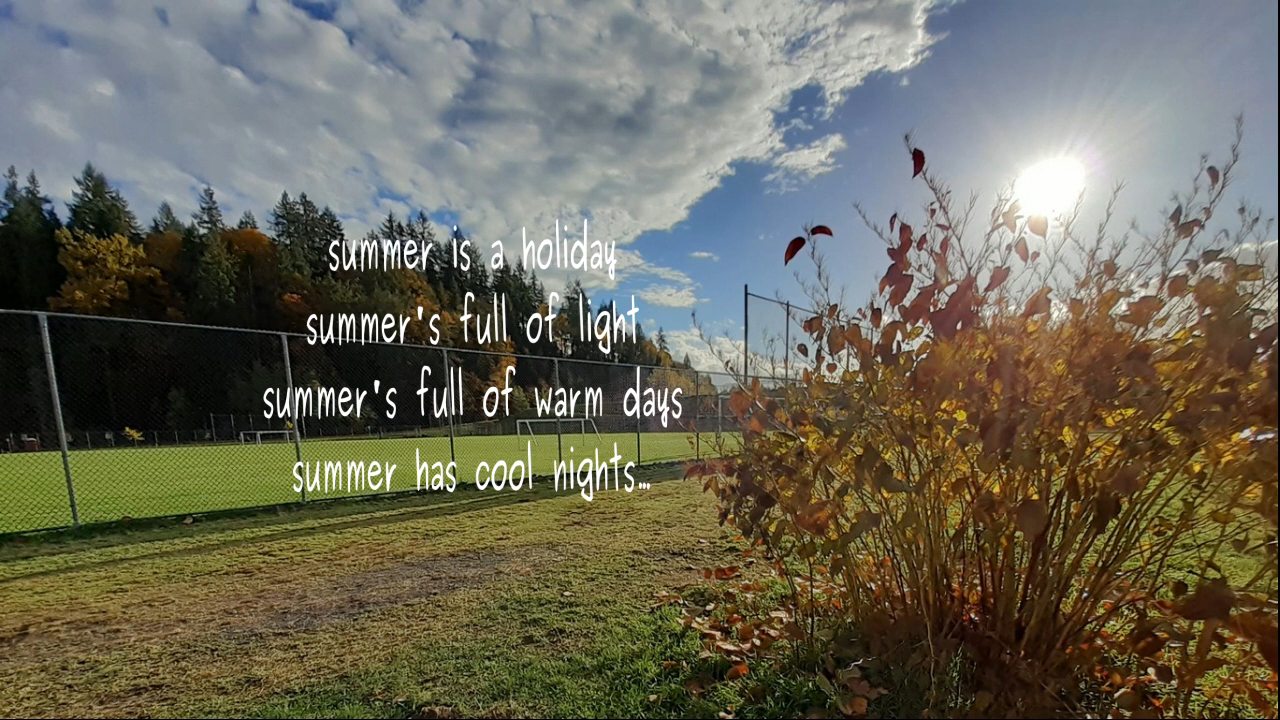 summer is a holiday
summer's full of light
summer's full of warm days
summer has cool nights...